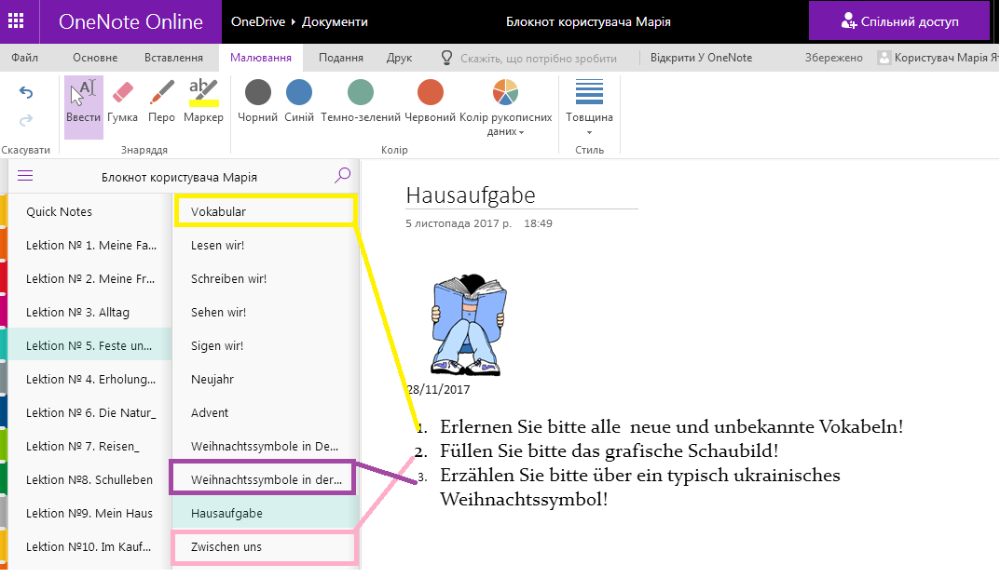 OneNote Online
OneDrive ▸ Документи
Блокнот користувача Марія
Спільний доступ
Файл Основне Вставлення Малювання Подання Друк Скажіть, що потрібно зробити Відкрити У OneNote Збережено Користувач Марія Ят
Ввести Гумка Перо Маркер Чорний Синій Темно-зелений Червоний Колір рукописних Товщина
даних
Скасувати Знаряддя Колір Стиль
Блокнот користувача Марія
Quick Notes
Lektion № 1. Meine Fa...
Lektion № 2. Meine Fr...
Lektion № 3. Alltag
Lektion № 5. Feste un...
Lektion № 4. Erholung...
Lektion № 6. Die Natur_
Lektion № 7. Reisen_
Lektion №8. Schulleben
Lektion №9. Mein Haus
Lektion №10. Im Kauf...
Vokabular
Lesen wir!
Schreiben wir!
Sehen wir!
Sigen wir!
Neujahr
Advent
Weihnachtssymbole in De...
Weihnachtssymbole in der...
Hausaufgabe
Zwischen uns
Hausaufgabe
5 листопада 2017 р. 18:49
28/11/2017
1. Erlernen Sie bitte alle neue und unbekannte Vokabeln!
2. Füllen Sie bitte das grafische Schaubild!
3. Erzählen Sie bitte über ein typisch ukrainisches
Weihnachtssymbol!